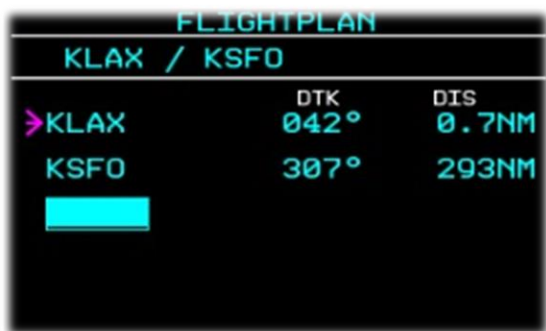 FLIGHTPLAN
KLAX / KSFO
DTK DIS
KLAX 042° 0.7NM
KSFO 307° 293NM